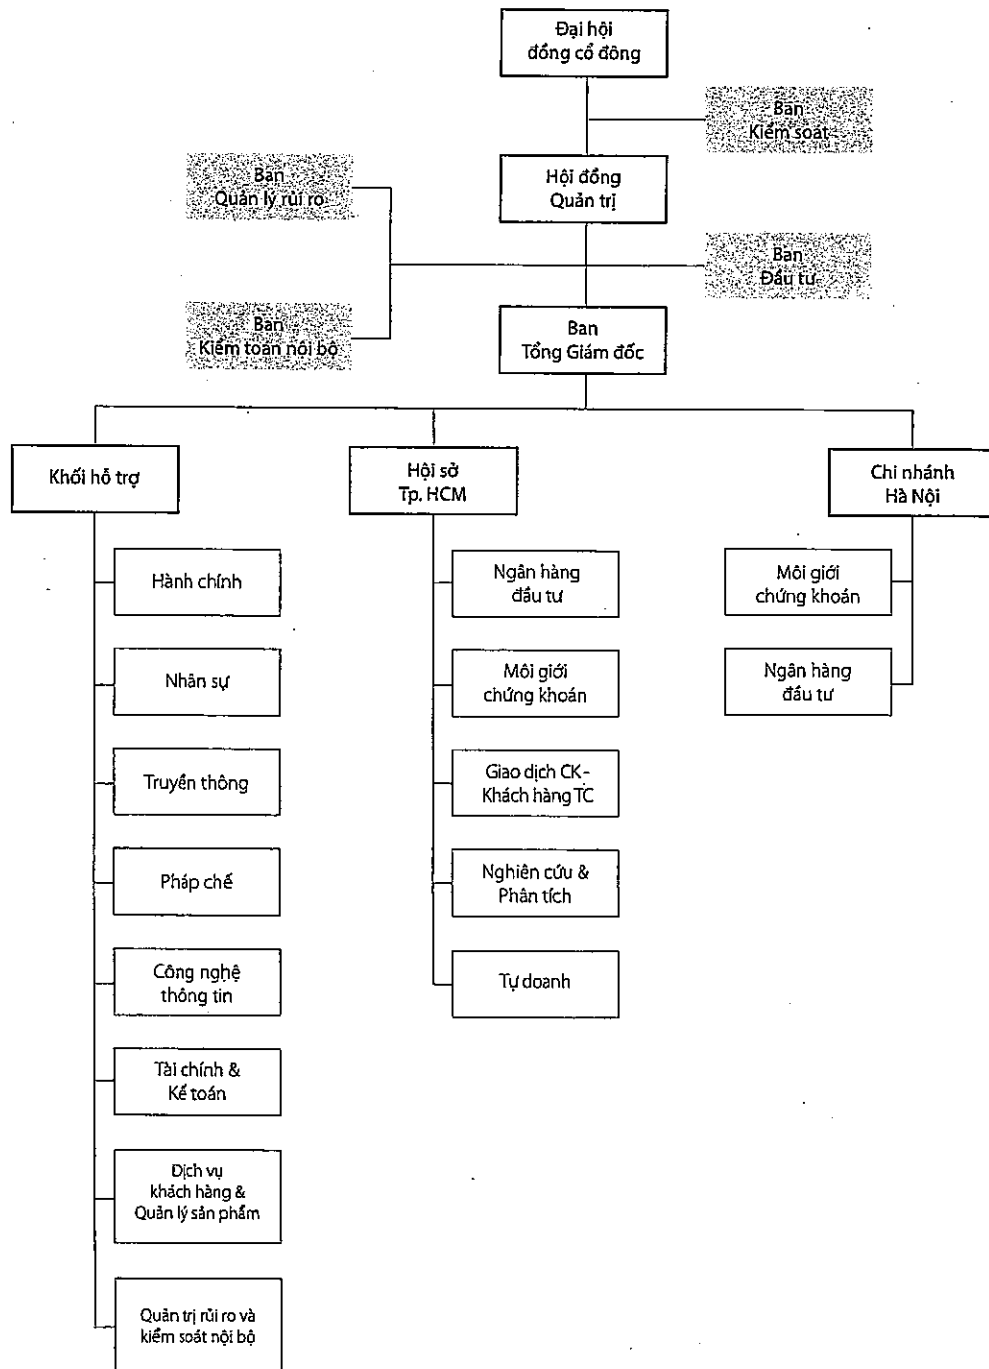 Đại hội
đồng cổ đông
Ban
Kiểm soát
Ban
Quản lý rủi ro
Hội đồng
Quản trị
Ban
Đầu tư
Ban
Kiểm toán nội bộ
Ban
Tổng Giám đốc
Khối hỗ trợ
Hội sở
Tp. HCM
Chi nhánh
Hà Nội
Hành chính
Nhân sự
Truyền thông
Pháp chế
Công nghệ
thông tin
Tài chính &
Kế toán
Dịch vụ
khách hàng &
Quản lý sản phẩm
Quản trị rủi ro và
kiểm soát nội bộ
Ngân hàng
đầu tư
Môi giới
chứng khoán
Giao dịch CK-
Khách hàng TC
Nghiên cứu &
Phân tích
Tự doanh
Môi giới
chứng khoán
Ngân hàng
đầu tư